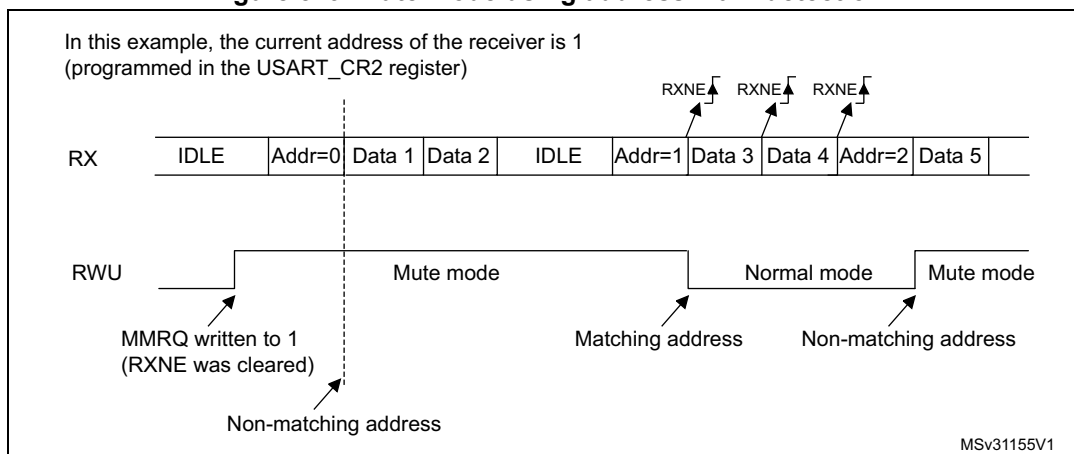 In this example, the current address of the receiver is 1
(programmed in the USART_CR2 register)
RXNE RXNE RXNE
RX IDLE Addr=0 Data 1 Data 2 IDLE Addr=1 Data 3 Data 4 Addr=2 Data 5
RWU Mute mode Normal mode Mute mode
MMRQ written to 1 Matching address Non-matching address
(RXNE was cleared)
Non-matching address
MSv31155V1